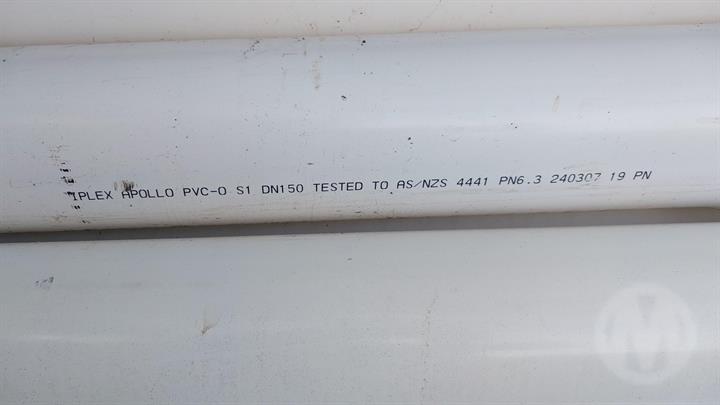 IPLEX APOLLO PVC-O S1 DN150 TESTED TO AS/NZS 4441 PN6.3 240307 19 PN